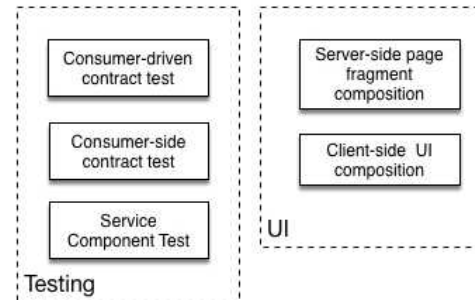 Consumer-driven
contract test
Consumer-side
contract test
Service
Component Test
Testing
Server-side page
fragment
composition
Client-side UI
composition
UI